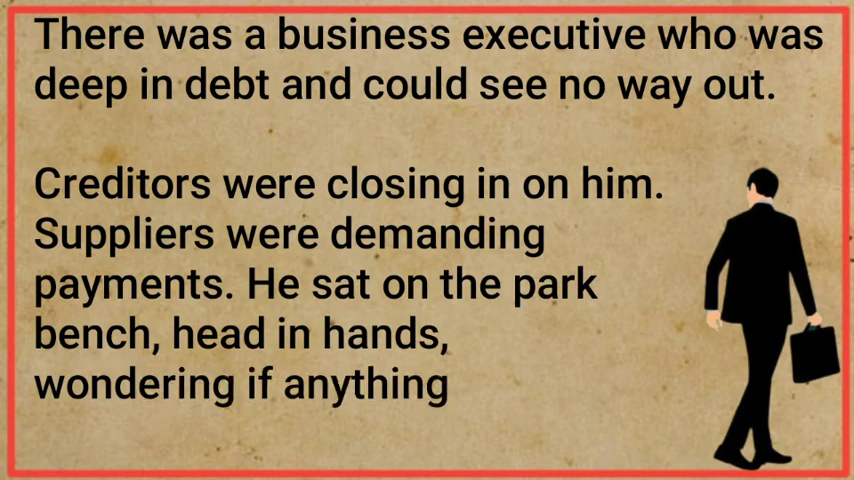 There was a business executive who was
deep in debt and could see no way out.
Creditors were closing in on him.
Suppliers were demanding
payments. He sat on the park
bench, head in hands,
wondering if anything